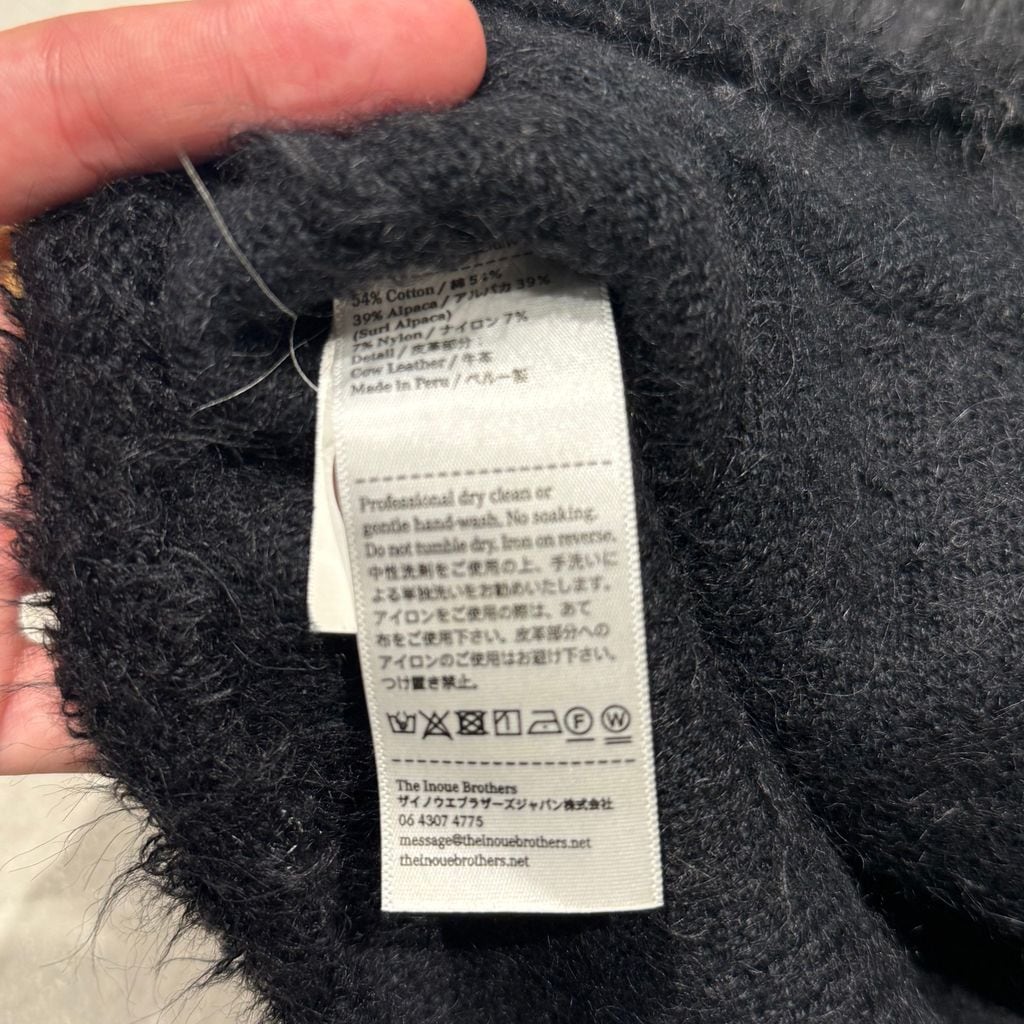 54% Cotton / 綿 54%
39% Alpaca / アルパカ 39%
(Suri Alpaca)
7% Nylon / ナイロン 7%
Detail / 皮革部分 :
Cow Leather / 牛革
Made in Peru / ペルー製
Professional dry clean or
gentle hand-wash. No soaking.
Do not tumble dry. Iron on reverse.
中性洗剤をご使用の上、手洗いに
よる単独洗いをお勧めいたします。
アイロンをご使用の際は、あて
布をご使用下さい。皮革部分への
アイロンのご使用はお避け下さい。
つけ置き禁止。
F W
The Inoue Brothers
ザイノウエブラザーズジャパン株式会社
06 4307 4775
message@theinouebrothers.net
theinouebrothers.net